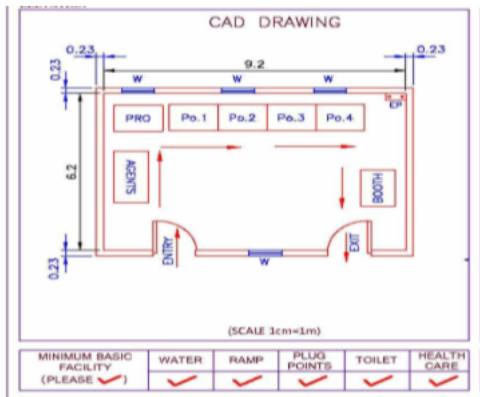 CAD DRAWING
0.23
0.23
9.2
0.23
W
W
W
EP
PRO
Po.1
Po.2
Po.3
Po.4
6.2
AGENTS
BOOTH
ENTRY
EXIT
0.23
W
(SCALE 1cm=1m)
MINIMUM BASIC
FACILITY
(PLEASE ✓)
WATER
RAMP
PLUG
POINTS
TOILET
HEALTH
CARE
✓ ✓ ✓ ✓ ✓